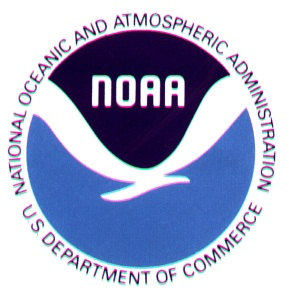 NATIONAL OCEANIC AND ATMOSPHERIC ADMINISTRATION
NOAA
U.S. DEPARTMENT OF COMMERCE